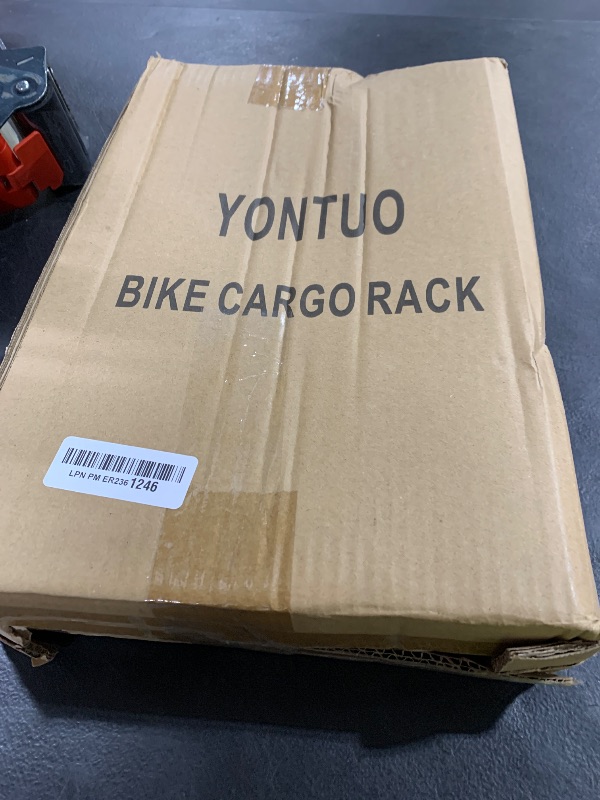 YONTUO
BIKE CARGO RACK
LPN PM ER236 1246